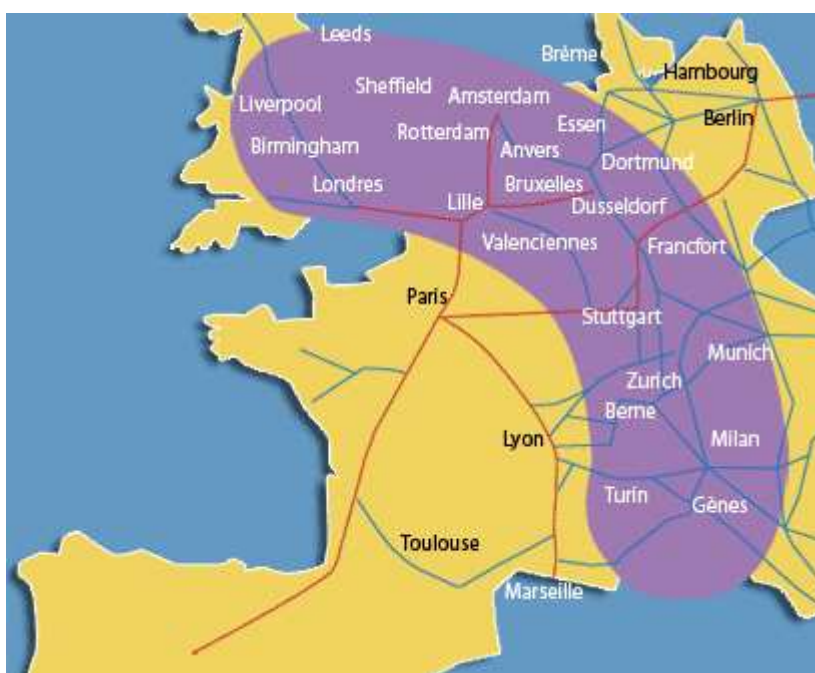 Leeds
Brême
Hambourg
Sheffield
Amsterdam
Liverpool
Essen
Berlin
Rotterdam
Birmingham
Anvers
Dortmund
Londres
Bruxelles
Lille
Dusseldorf
Valenciennes
Francfort
Paris
Stuttgart
Munich
Zurich
Berne
Lyon
Milan
Turin
Gènes
Toulouse
Marseille